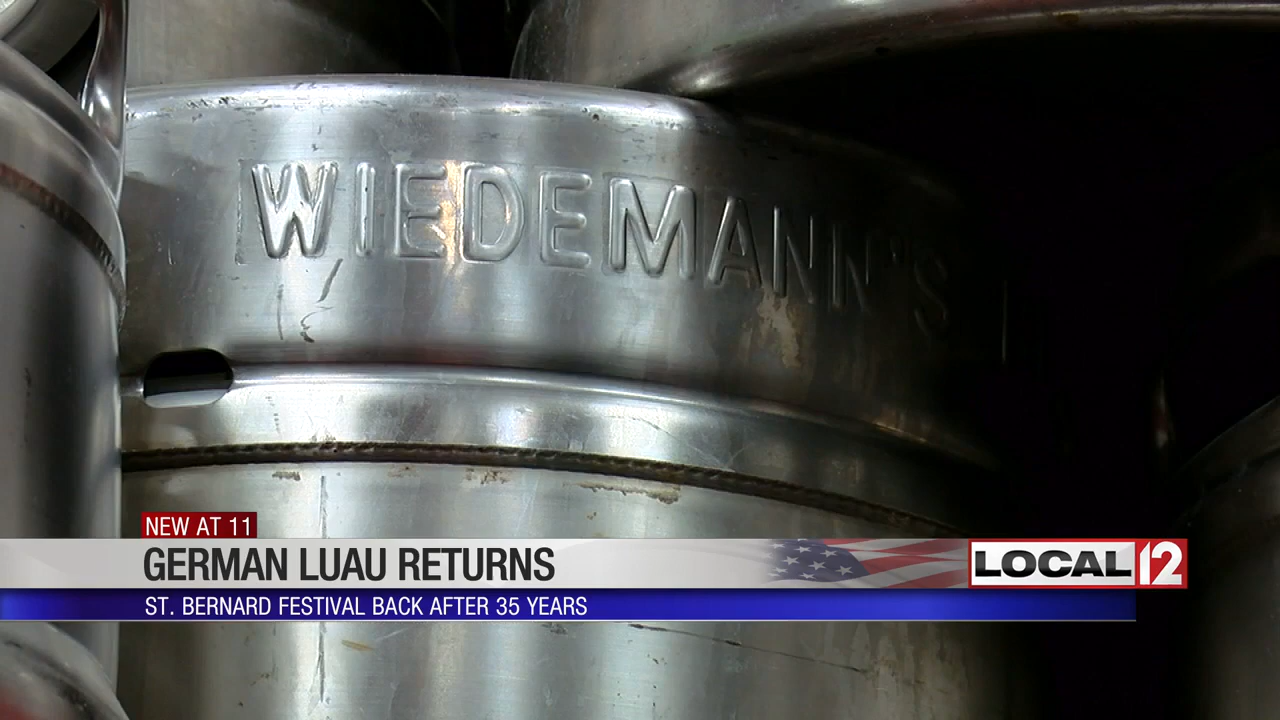 WIEDEMANN'S
NEW AT 11
GERMAN LUAU RETURNS
LOCAL 12
ST. BERNARD FESTIVAL BACK AFTER 35 YEARS